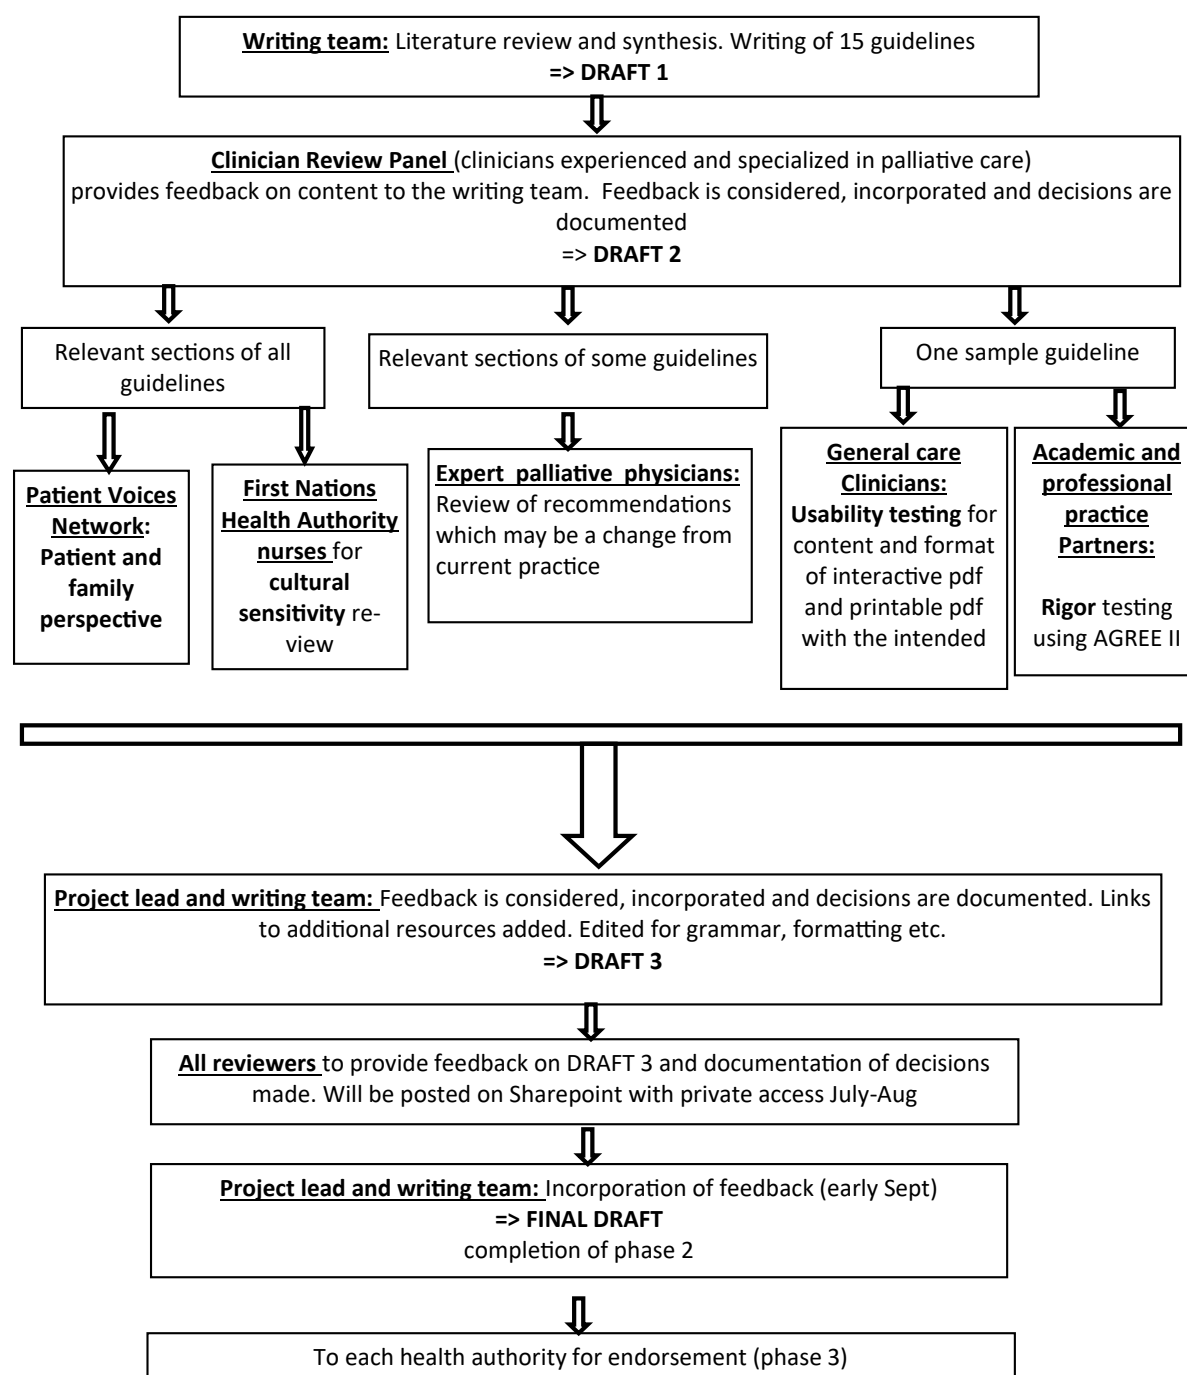 Writing team: Literature review and synthesis. Writing of 15 guidelines
=> DRAFT 1
Clinician Review Panel (clinicians experienced and specialized in palliative care)
provides feedback on content to the writing team.  Feedback is considered, incorporated and decisions are
documented
=> DRAFT 2
Relevant sections of all
guidelines
Relevant sections of some guidelines
One sample guideline
Patient Voices
Network:
Patient and
family
perspective
First Nations
Health Authority
nurses for
cultural
sensitivity re-
view
Expert palliative physicians:
Review of recommendations
which may be a change from
current practice
General care
Clinicians:
Usability testing for
content and format
of interactive pdf
and printable pdf
with the intended
Academic and
professional
practice
Partners:
Rigor testing
using AGREE II
Project lead and writing team: Feedback is considered, incorporated and decisions are documented. Links
to additional resources added. Edited for grammar, formatting etc.
=> DRAFT 3
All reviewers to provide feedback on DRAFT 3 and documentation of decisions
made. Will be posted on Sharepoint with private access July-Aug
Project lead and writing team: Incorporation of feedback (early Sept)
=> FINAL DRAFT
completion of phase 2
To each health authority for endorsement (phase 3)